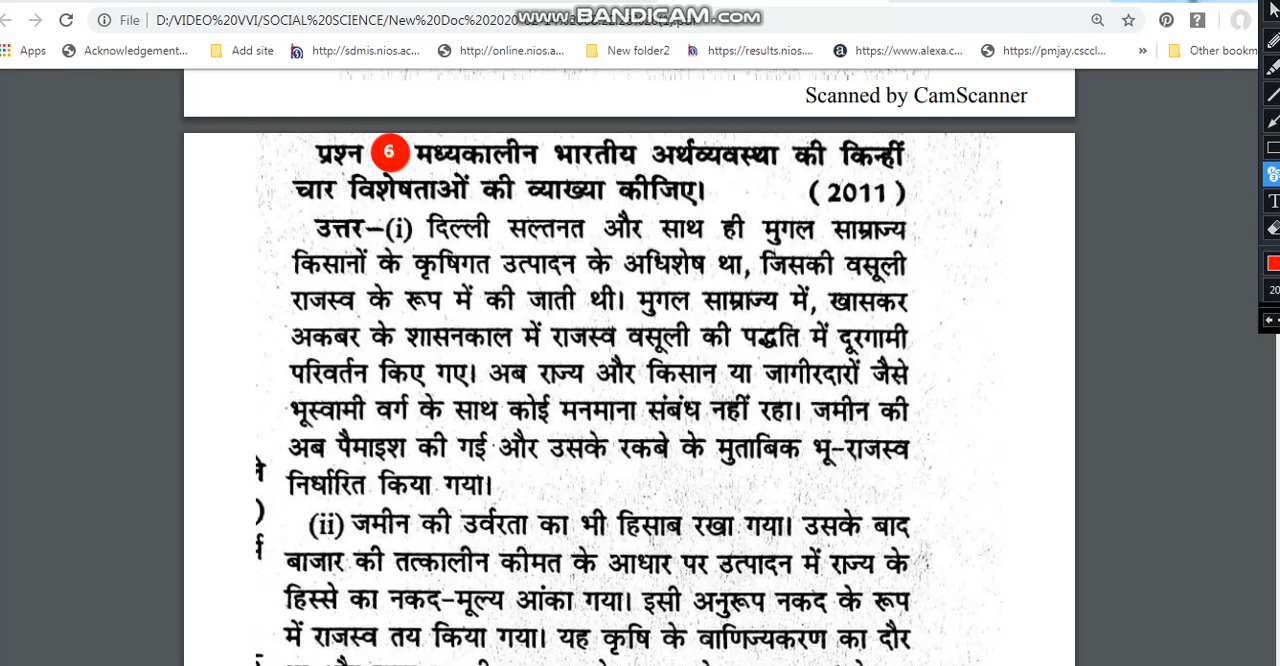 File
D:/VIDEO%20VVI/SOCIAL%20SCIENCE/New%20Doc%202020
www.BANDICAM.com
Apps
Acknowledgement...
Add site
http://sdmis.nios.ac...
http://online.nios.a...
New folder2
https://results.nios....
https://www.alexa.c...
https://pmjay.csccl...
»
Other bookm
Scanned by CamScanner
प्रश्न 6 मध्यकालीन भारतीय अर्थव्यवस्था की किन्हीं
चार विशेषताओं की व्याख्या कीजिए। (2011)
उत्तर–(i) दिल्ली सल्तनत और साथ ही मुगल साम्राज्य
किसानों के कृषिगत उत्पादन के अधिशेष था, जिसकी वसूली
राजस्व के रूप में की जाती थी। मुगल साम्राज्य में, खासकर
अकबर के शासनकाल में राजस्व वसूली की पद्धति में दूरगामी
परिवर्तन किए गए। अब राज्य और किसान या जागीरदारों जैसे
भूस्वामी वर्ग के साथ कोई मनमाना संबंध नहीं रहा। जमीन की
अब पैमाइश की गई और उसके रकबे के मुताबिक भू-राजस्व
निर्धारित किया गया।
(ii) जमीन की उर्वरता का भी हिसाब रखा गया। उसके बाद
बाजार की तत्कालीन कीमत के आधार पर उत्पादन में राज्य के
हिस्से का नकद-मूल्य आंका गया। इसी अनुरूप नकद के रूप
में राजस्व तय किया गया। यह कृषि के वाणिज्यकरण का दौर